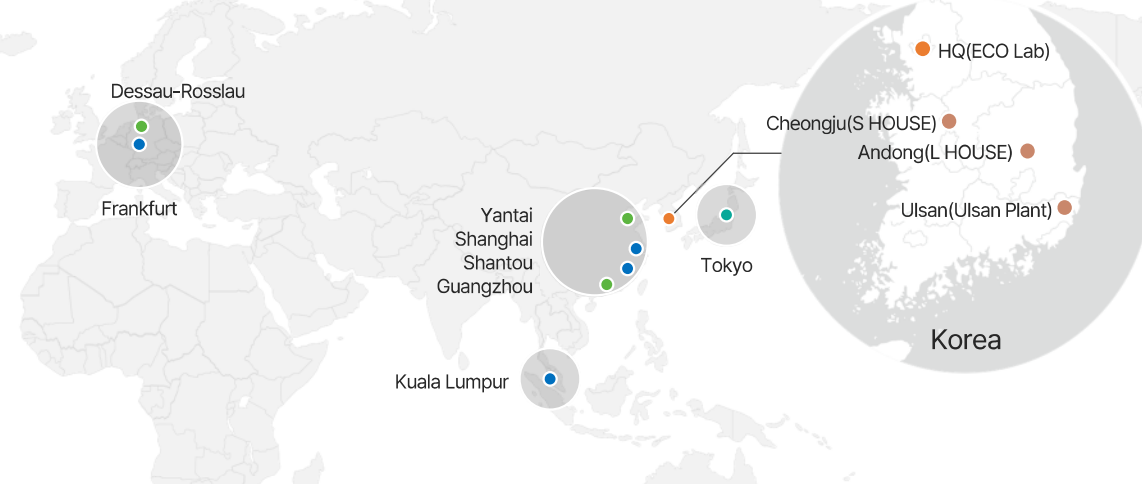 Dessau-Rosslau
Frankfurt
Yantai
Shanghai
Shantou
Guangzhou
Kuala Lumpur
Tokyo
HQ(ECO Lab)
Cheongju(S HOUSE)
Andong(L HOUSE)
Ulsan(Ulsan Plant)
Korea